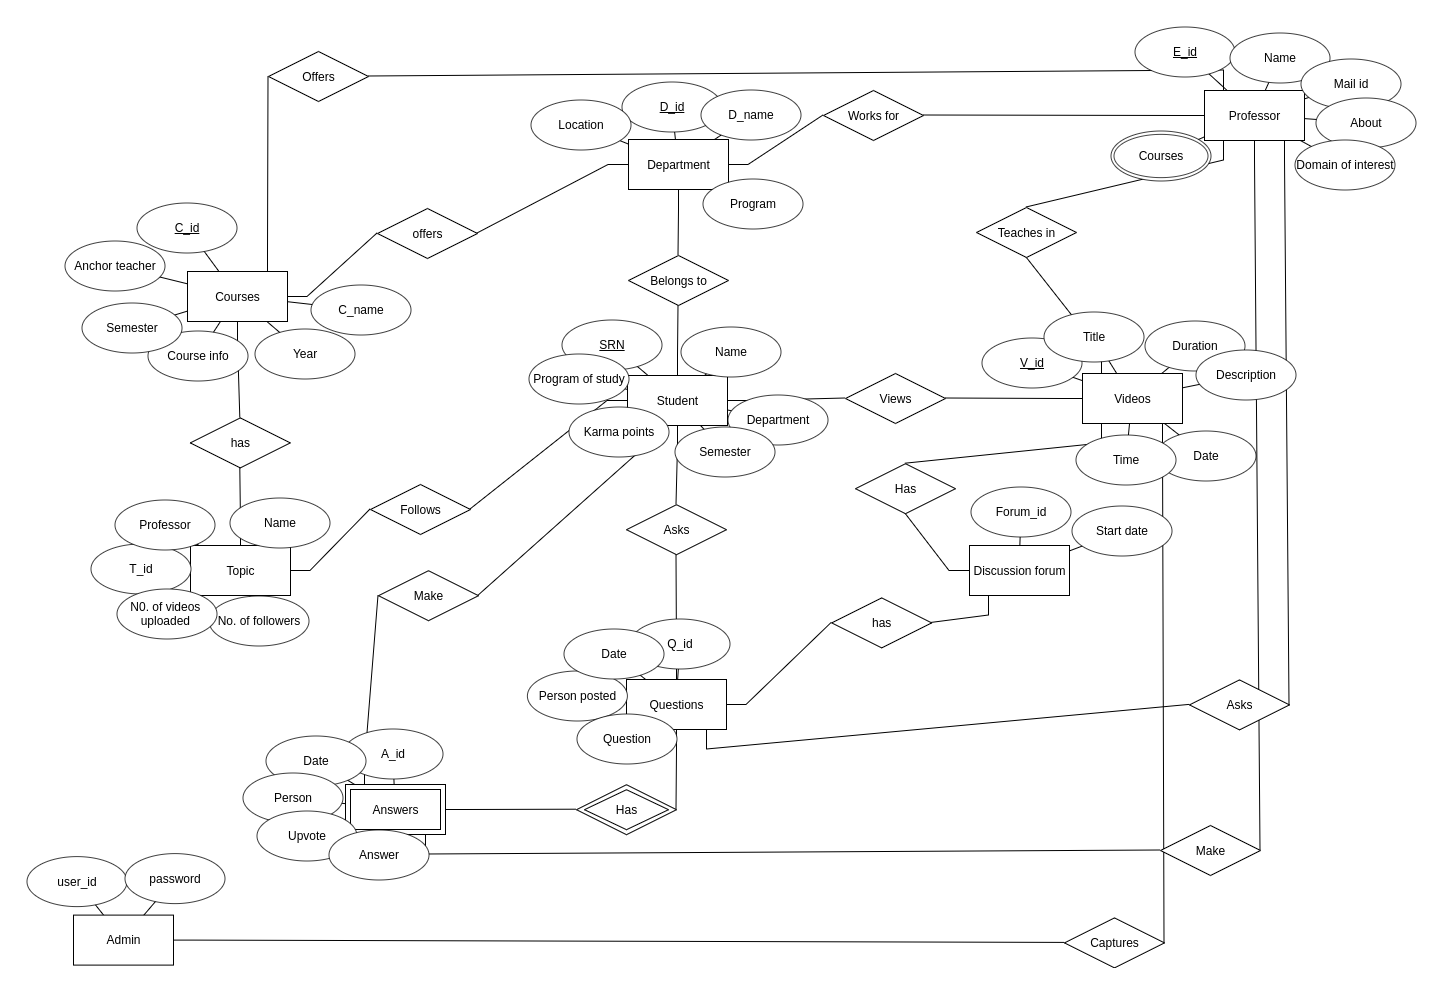 E_id
Name
Offers
Mail id
D_id
D_name
Works for
Professor
About
Location
Courses
Department
Domain of interest
Program
C_id
offers
Teaches in
Anchor teacher
Belongs to
Courses
C_name
Semester
Title
SRN
Name
Duration
Course info
Year
V_id
Description
Program of study
Student
Views
Videos
Department
Karma points
has
Semester
Time
Date
Has
Follows
Forum_id
Professor
Name
Asks
Start date
T_id
Topic
Discussion forum
Make
N0. of videos
uploaded
No. of followers
has
Date
Q_id
Person posted
Questions
Asks
Question
Date
A_id
Person
Answers
Has
Upvote
Answer
Make
user_id
password
Admin
Captures